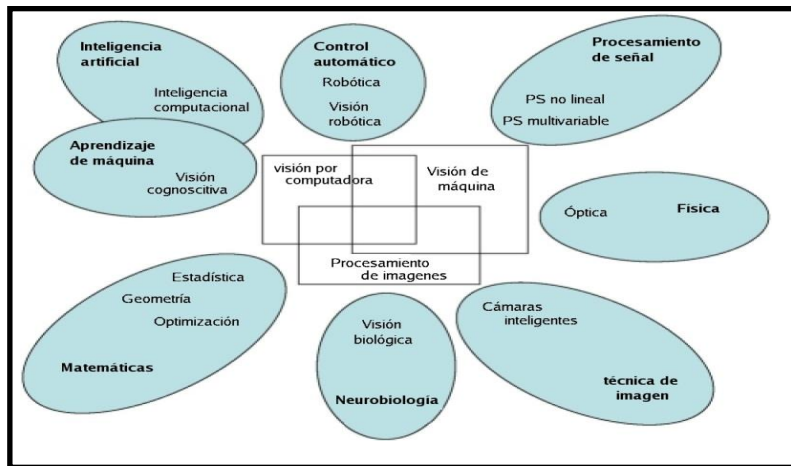 Inteligencia
artificial
Inteligencia
computacional
Aprendizaje
de máquina
Visión
cognoscitiva
Control
automático
Robótica
Visión
robótica
Procesamiento
de señal
PS no lineal
PS multivariable
visión por
computadora
Visión de
máquina
Procesamiento
de imagenes
Óptica
Física
Estadística
Geometría
Optimización
Matemáticas
Visión
biológica
Neurobiología
Cámaras
inteligentes
técnica de
imagen